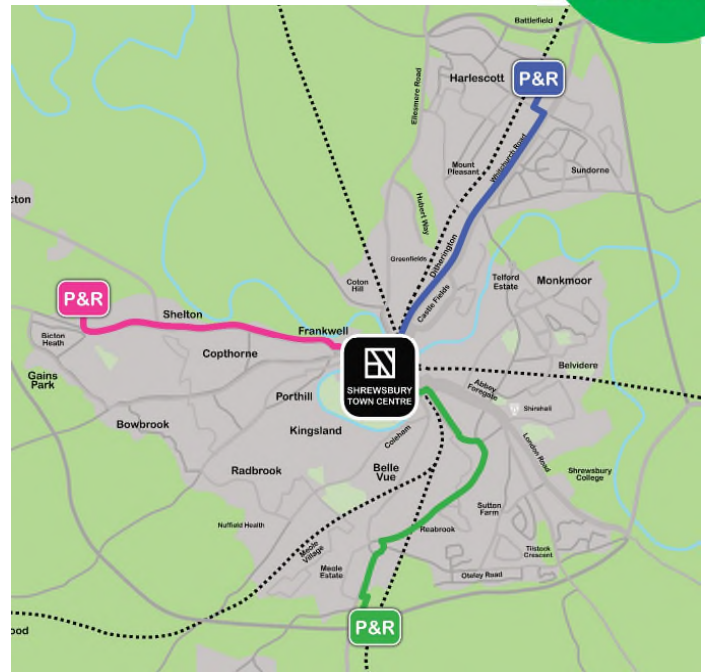 Battlefield
Harlescott
P&R
Ellesmere Road
Mount
Pleasant
Whitchurch Road
Sundorne
cton
Hubert Way
Ditherington
Greenfields
Telford
Estate
Monkmoor
Coton
Hill
Castle Fields
P&R
Shelton
Frankwell
Bicton
Heath
Copthorne
Gains
Park
SHREWSBURY
TOWN CENTRE
Belvidere
Abbey
Foregate
Porthill
Shirehall
Bowbrook
Kingsland
Coleham
London Road
Radbrook
Belle
Vue
Shrewsbury
College
Sutton
Farm
Nuffield Health
Reabrook
Meole
Village
Tilstock
Crescent
Meole
Estate
Oteley Road
P&R
ood